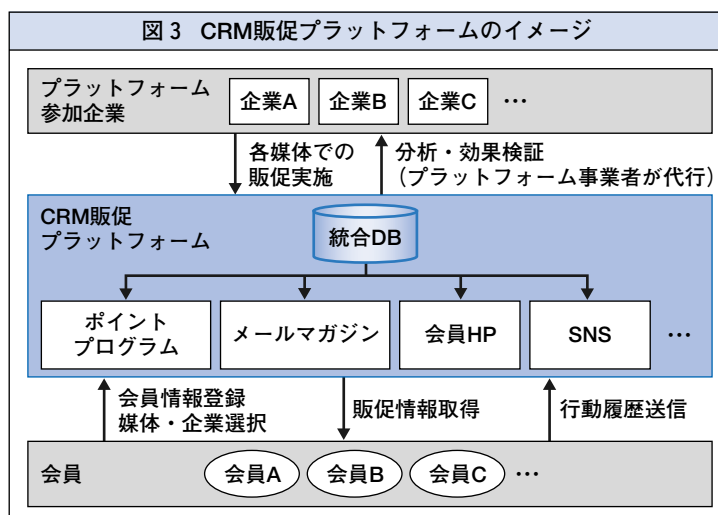 図3 CRM販促プラットフォームのイメージ
プラットフォーム
参加企業
企業A 企業B 企業C …
各媒体での
販促実施
分析・効果検証
（プラットフォーム事業者が代行）
CRM販促
プラットフォーム
統合DB
ポイント
プログラム
メールマガジン
会員HP
SNS
…
会員情報登録
媒体・企業選択
販促情報取得
行動履歴送信
会員
会員A 会員B 会員C …